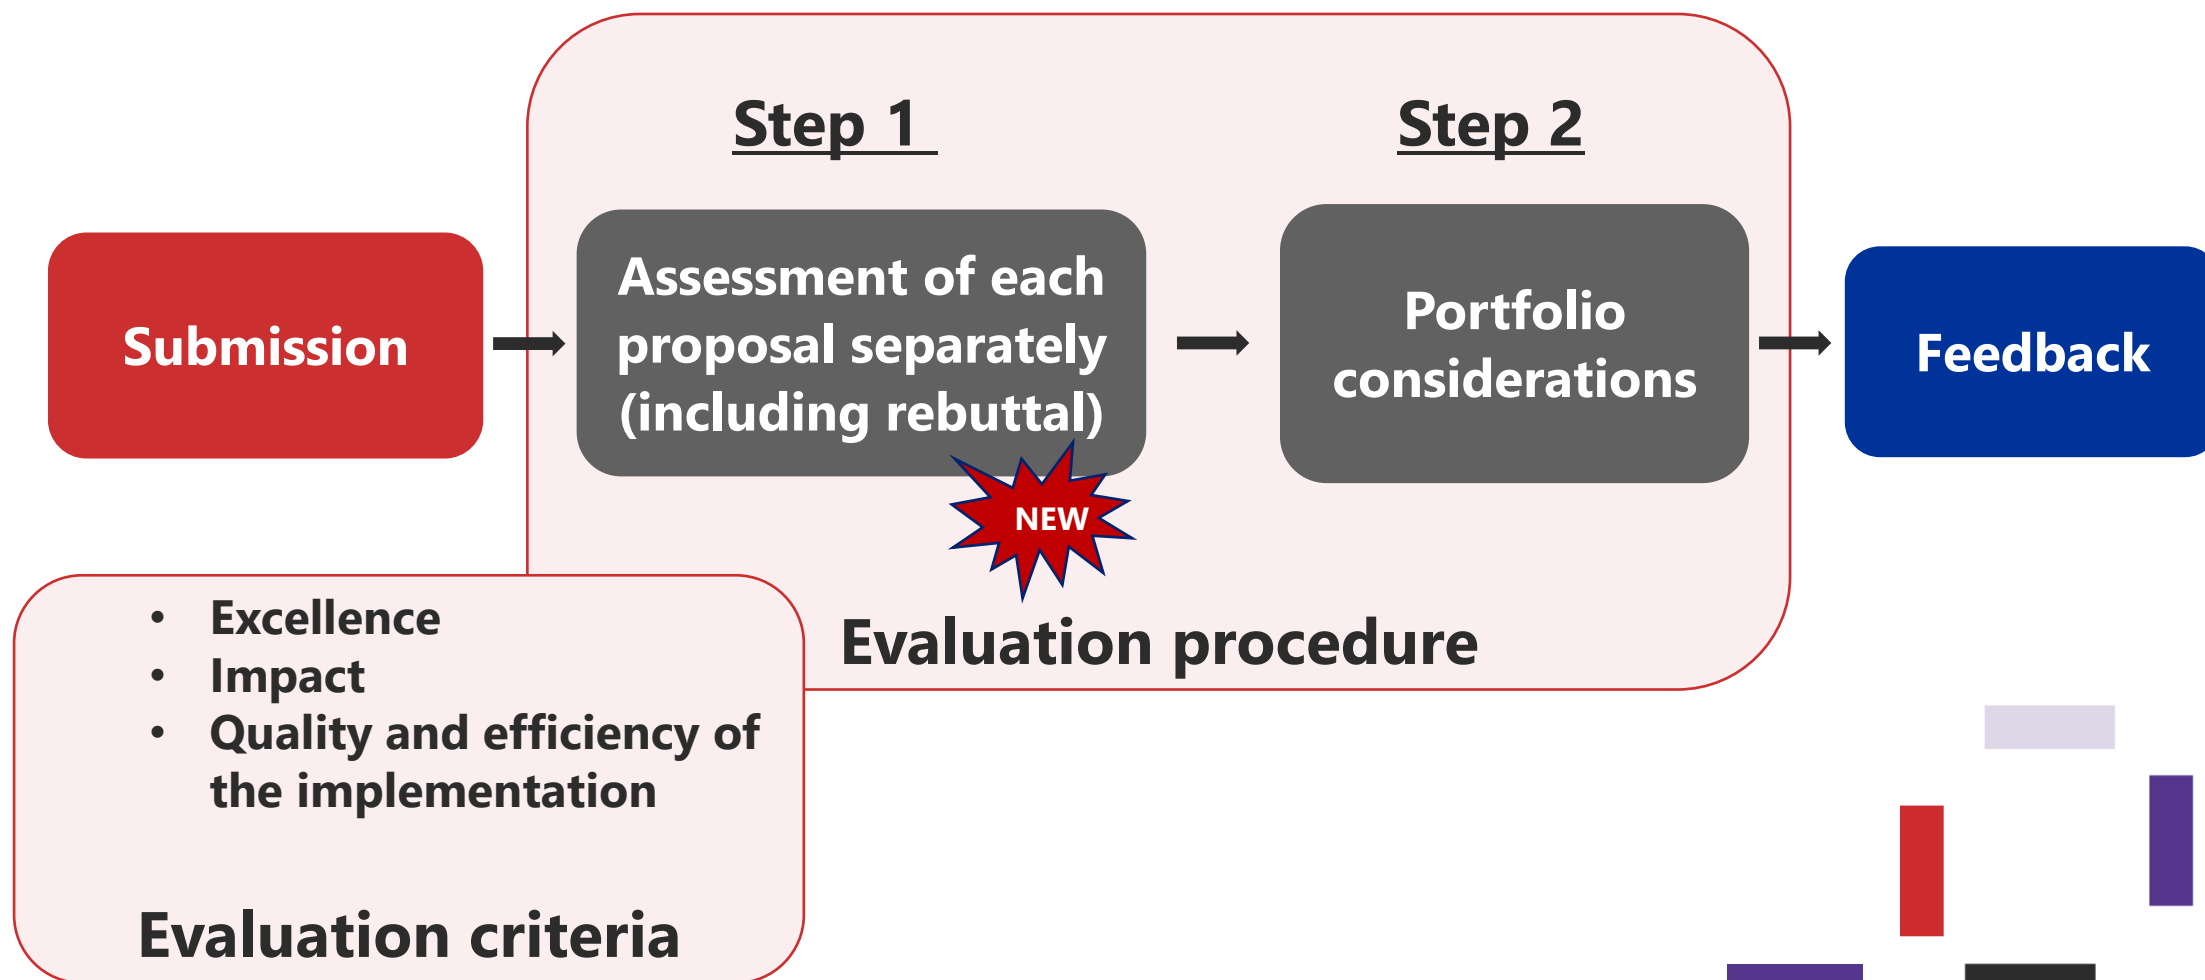 Step 1
Step 2
Submission
Assessment of each
proposal separately
(including rebuttal)
NEW
Portfolio
considerations
Feedback
Evaluation procedure
• Excellence
• Impact
• Quality and efficiency of
the implementation
Evaluation criteria